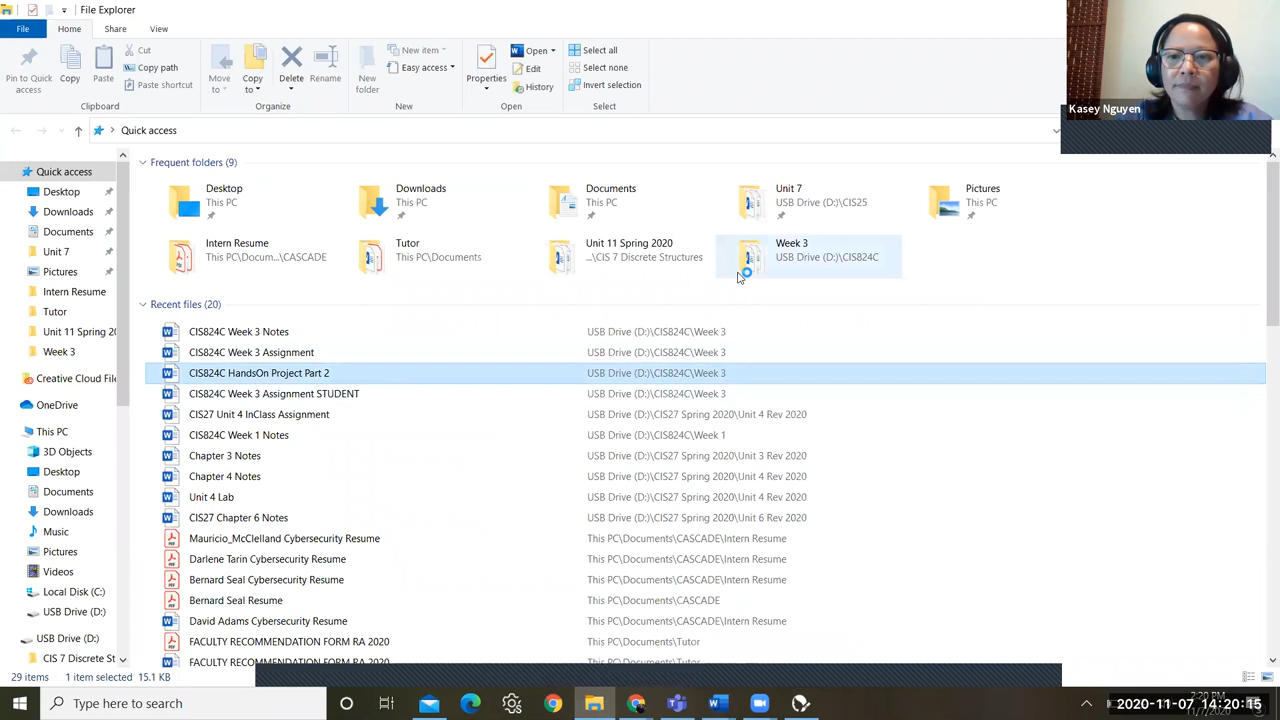 File Explorer
File
Home
Share
View
Pin to Quick access
Copy
Paste
Cut
Copy path
Paste shortcut
Clipboard
Move to
Copy to
Delete
Rename
Organize
New folder
New item
Easy access
New
Properties
Open
Edit
History
Open
Select all
Select none
Invert selection
Select
Kasey Nguyen
Quick access
Quick access
Desktop
Downloads
Documents
Unit 7
Pictures
Intern Resume
Tutor
Unit 11 Spring 20
Week 3
Creative Cloud Fil
OneDrive
This PC
3D Objects
Desktop
Documents
Downloads
Music
Pictures
Videos
Local Disk (C:)
USB Drive (D:)
USB Drive (D:)
CIS 7 Discrete St
Frequent folders (9)
Desktop
This PC
Downloads
This PC
Documents
This PC
Unit 7
USB Drive (D:)\CIS25
Pictures
This PC
Intern Resume
This PC\Docum...\CASCADE
Tutor
This PC\Documents
Unit 11 Spring 2020
...\CIS 7 Discrete Structures
Week 3
USB Drive (D:)\CIS824C
Recent files (20)
CIS824C Week 3 Notes USB Drive (D:)\CIS824C\Week 3
CIS824C Week 3 Assignment USB Drive (D:)\CIS824C\Week 3
CIS824C HandsOn Project Part 2 USB Drive (D:)\CIS824C\Week 3
CIS824C Week 3 Assignment STUDENT USB Drive (D:)\CIS824C\Week 3
CIS27 Unit 4 InClass Assignment USB Drive (D:)\CIS27 Spring 2020\Unit 4 Rev 2020
CIS824C Week 1 Notes USB Drive (D:)\CIS824C\Week 1
Chapter 3 Notes USB Drive (D:)\CIS27 Spring 2020\Unit 3 Rev 2020
Chapter 4 Notes USB Drive (D:)\CIS27 Spring 2020\Unit 4 Rev 2020
Unit 4 Lab USB Drive (D:)\CIS27 Spring 2020\Unit 4 Rev 2020
CIS27 Chapter 6 Notes USB Drive (D:)\CIS27 Spring 2020\Unit 6 Rev 2020
Mauricio_McClelland Cybersecurity Resume This PC\Documents\CASCADE\Intern Resume
Darlene Tarin Cybersecurity Resume This PC\Documents\CASCADE\Intern Resume
Bernard Seal Cybersecurity Resume This PC\Documents\CASCADE\Intern Resume
Bernard Seal Resume This PC\Documents\CASCADE
David Adams Cybersecurity Resume This PC\Documents\CASCADE\Intern Resume
FACULTY RECOMMENDATION FORM RA 2020 This PC\Documents\Tutor
FACULTY RECOMMENDATION FORM RA 2020 This PC\Documents\Tutor
29 items 1 item selected 15.1 KB
Type here to search
2:20 PM
2020-11-07 14:20:15
11/7/2020